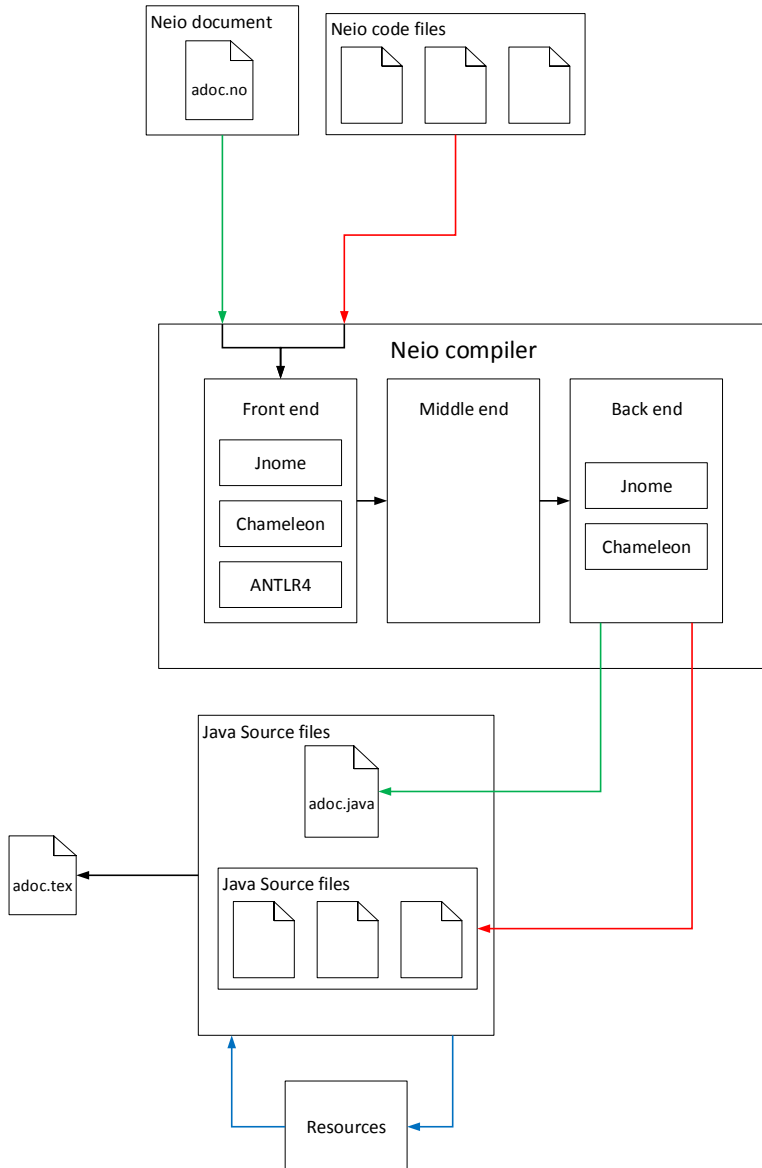 Neio document
adoc.no
Neio code files
Neio compiler
Front end
Jnome
Chameleon
ANTLR4
Middle end
Back end
Jnome
Chameleon
Java Source files
adoc.java
adoc.tex
Java Source files
Resources